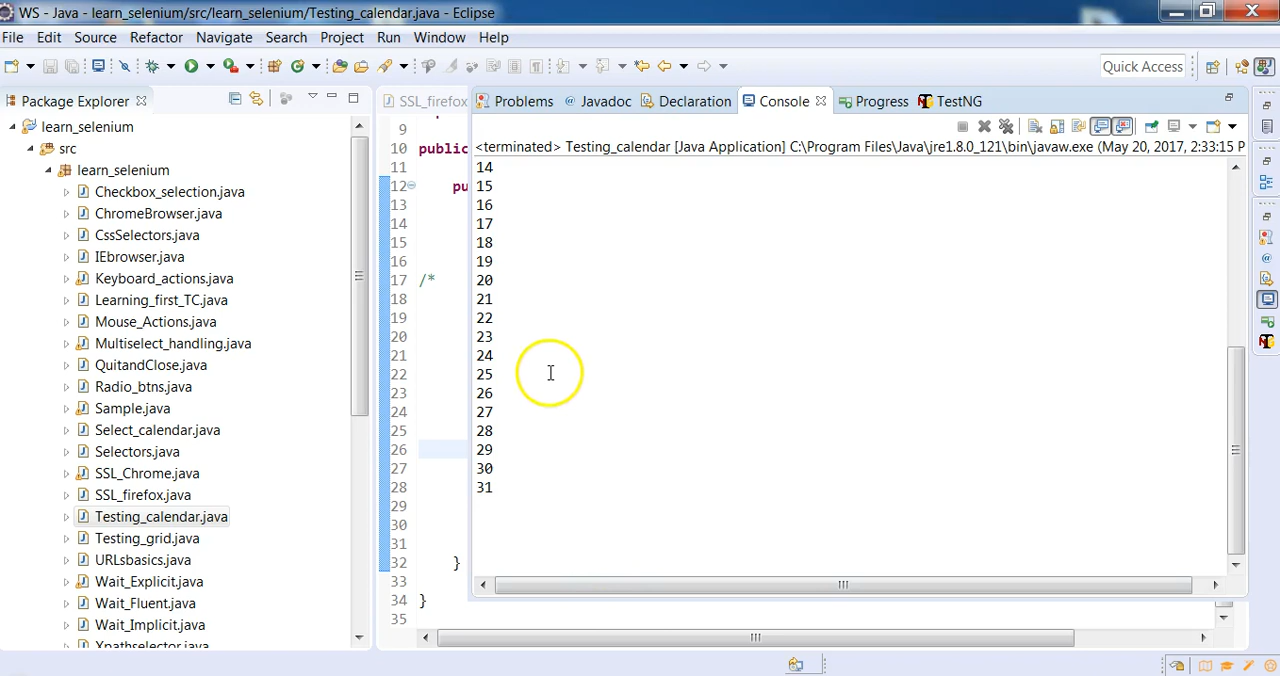 WS - Java - learn_selenium/src/learn_selenium/Testing_calendar.java - Eclipse
File Edit Source Refactor Navigate Search Project Run Window Help
Quick Access
Package Explorer
learn_selenium
src
learn_selenium
Checkbox_selection.java
ChromeBrowser.java
CssSelectors.java
IEbrowser.java
Keyboard_actions.java
Learning_first_TC.java
Mouse_Actions.java
Multiselect_handling.java
QuitandClose.java
Radio_btns.java
Sample.java
Select_calendar.java
Selectors.java
SSL_Chrome.java
SSL_firefox.java
Testing_calendar.java
Testing_grid.java
URLsbasics.java
Wait_Explicit.java
Wait_Fluent.java
Wait_Implicit.java
Xpathselector.java
SSL_firefox
9
10 public
11
12 pu
13
14
15
16
17 /*
18
19
20
21
22
23
24
25
26
27
28
29
30
31
32 }
33
34 }
35
Problems Javadoc Declaration Console Progress TestNG
<terminated> Testing_calendar [Java Application] C:\Program Files\Java\jre1.8.0_121\bin\javaw.exe (May 20, 2017, 2:33:15 P
14
15
16
17
18
19
20
21
22
23
24
25
26
27
28
29
30
31